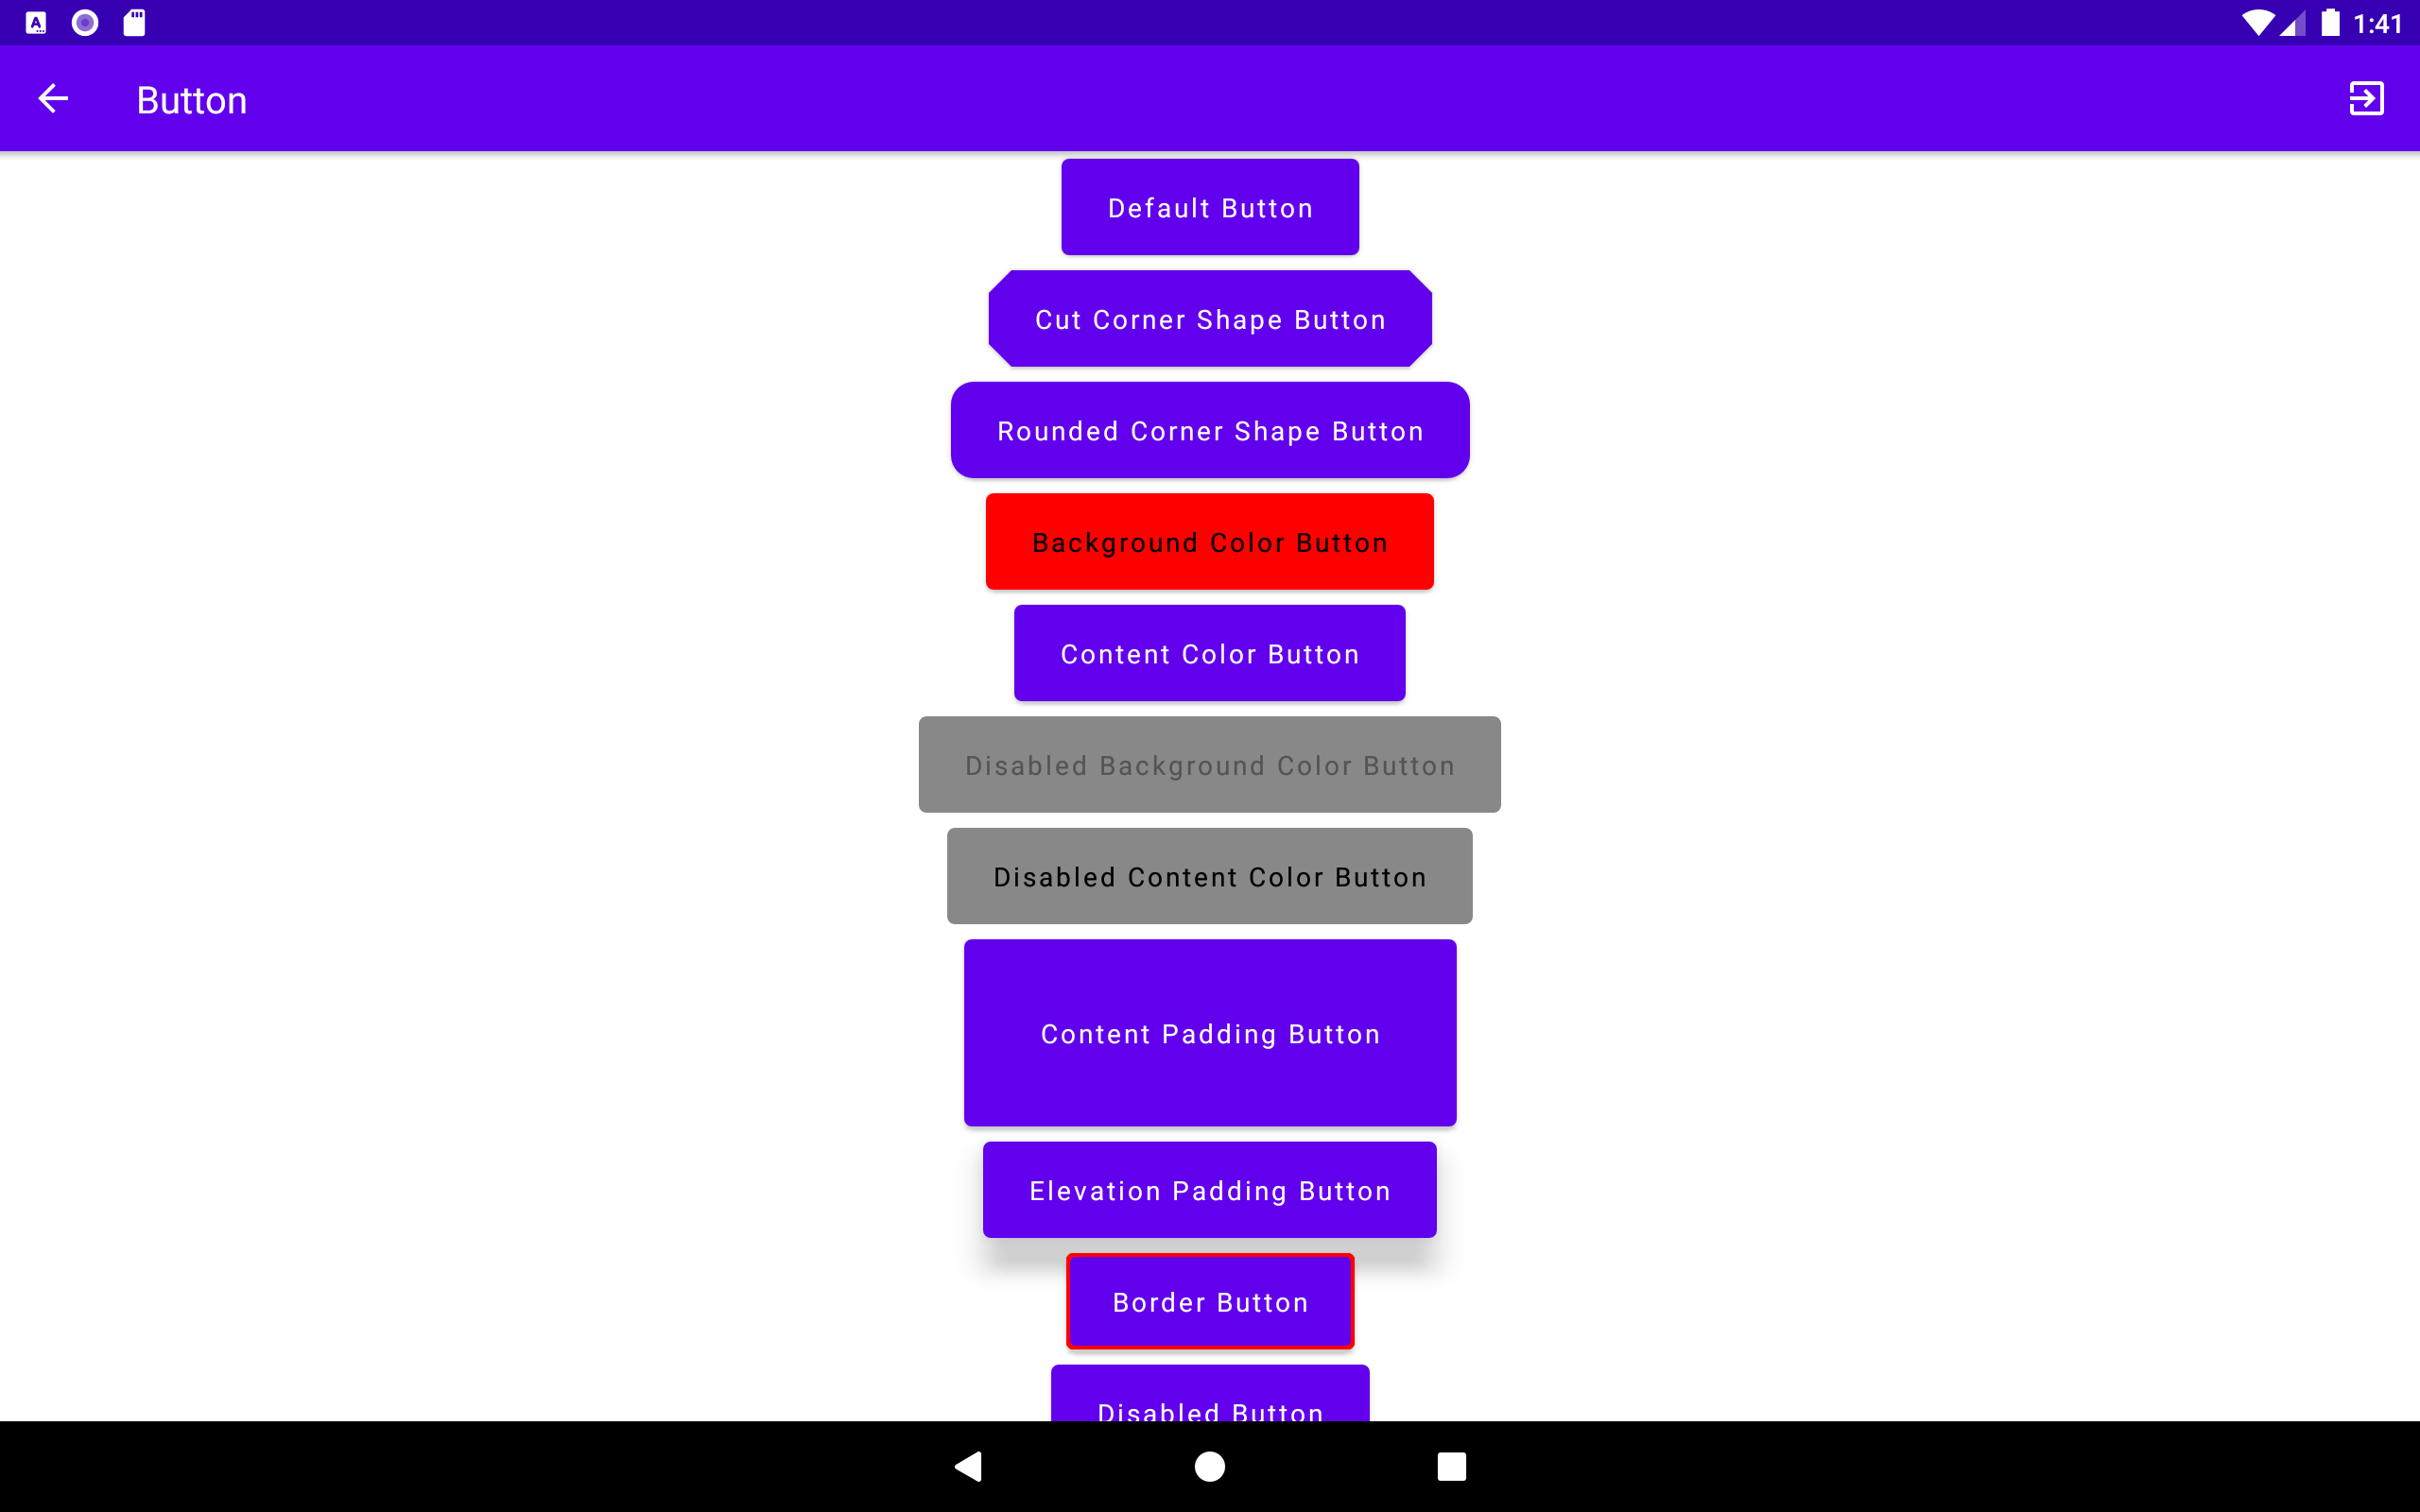 1:41
Button
Default Button
Cut Corner Shape Button
Rounded Corner Shape Button
Background Color Button
Content Color Button
Disabled Background Color Button
Disabled Content Color Button
Content Padding Button
Elevation Padding Button
Border Button
Disabled Button